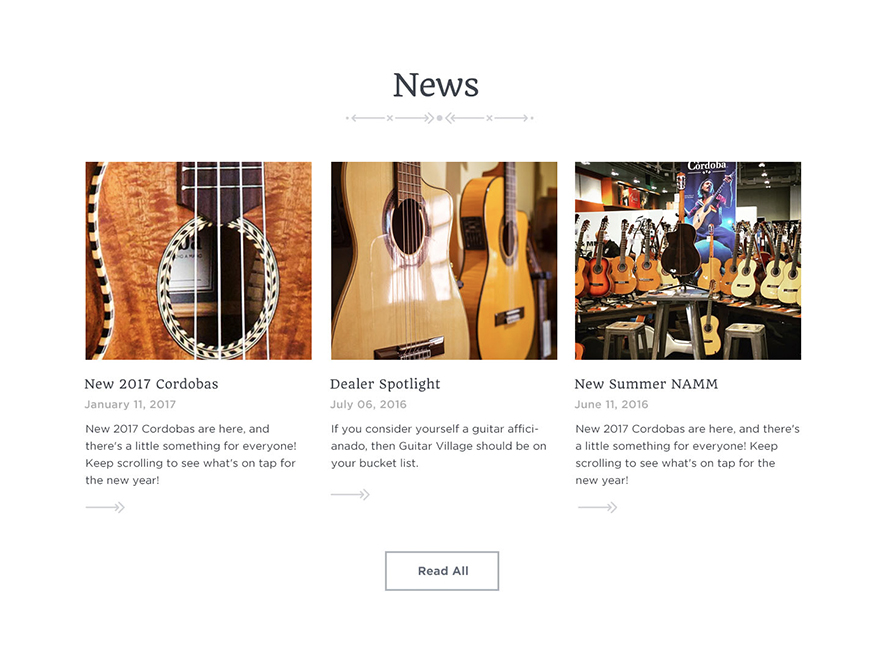 News
Córdoba
New 2017 Cordobas
January 11, 2017
New 2017 Cordobas are here, and
there's a little something for everyone!
Keep scrolling to see what's on tap for
the new year!
Dealer Spotlight
July 06, 2016
If you consider yourself a guitar affici-
anado, then Guitar Village should be on
your bucket list.
New Summer NAMM
June 11, 2016
New 2017 Cordobas are here, and there's
a little something for everyone! Keep
scrolling to see what's on tap for the
new year!
Read All